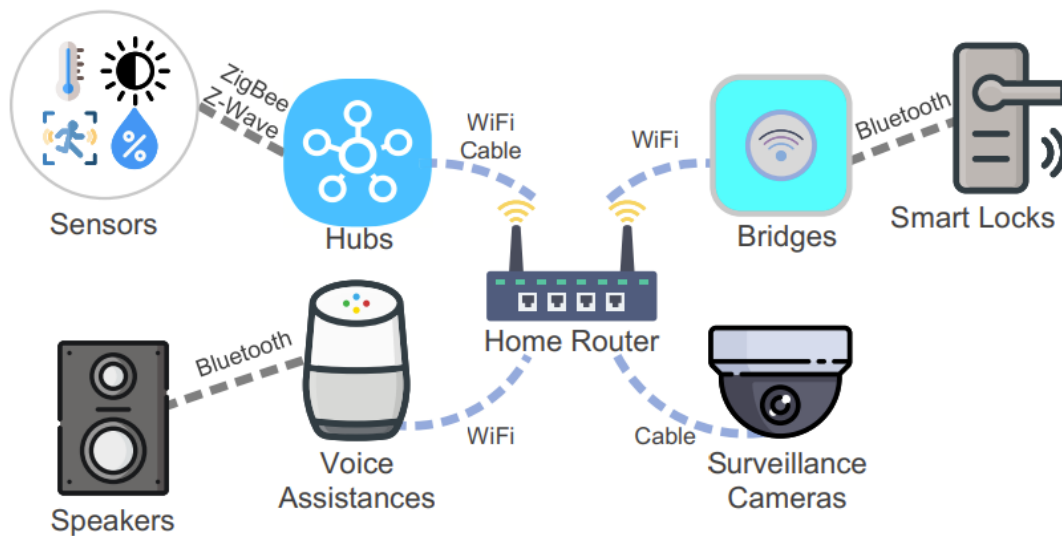 ZigBee
Z-Wave
WiFi
Cable
WiFi
Bluetooth
Sensors
Hubs
Bridges
Smart Locks
%
Home Router
Bluetooth
WiFi
Cable
Speakers
Voice
Assistances
Surveillance
Cameras